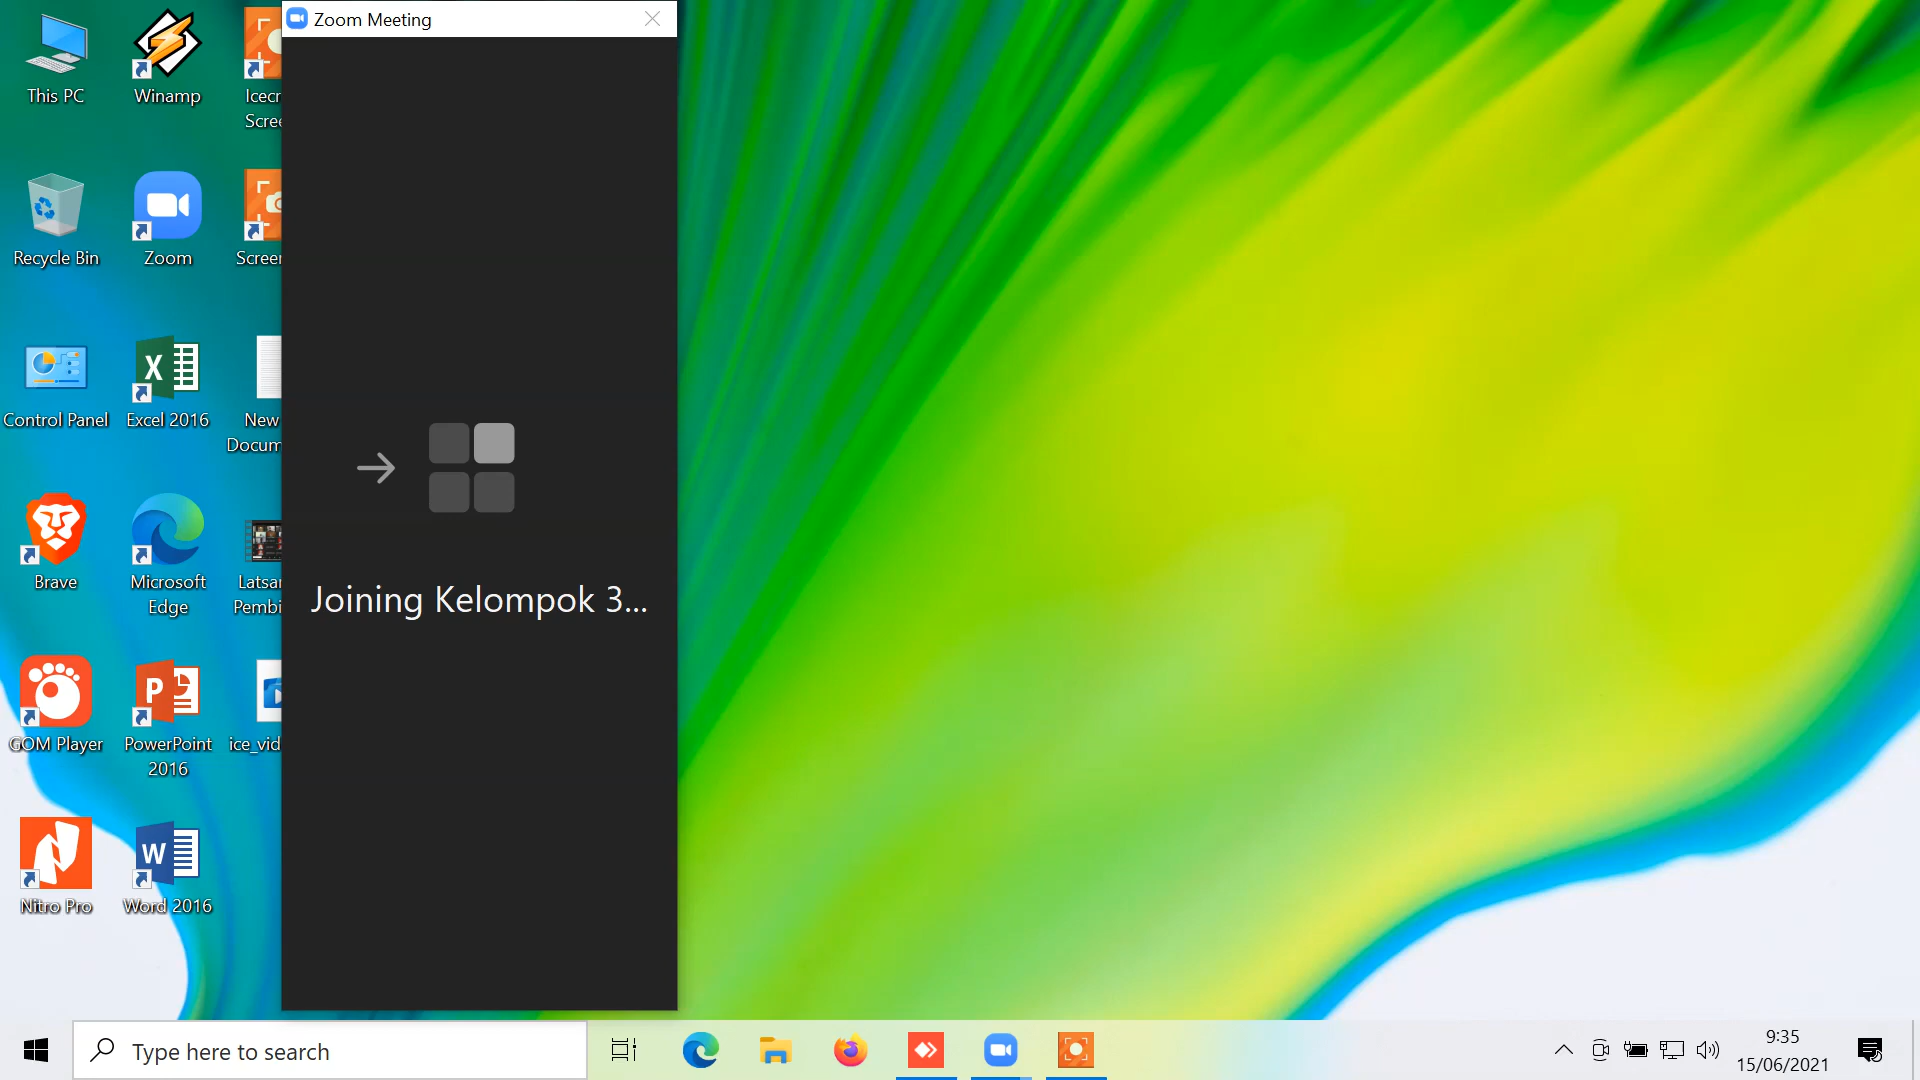 Zoom Meeting
This PC
Winamp
Icecr
Scree
Recycle Bin
Zoom
Screer
Control Panel
Excel 2016
New
Docum
Joining Kelompok 3...
Brave
Microsoft
Edge
Latsar
Pembi
GOM Player
PowerPoint
2016
ice_vid
Nitro Pro
Word 2016
Type here to search
9:35
15/06/2021